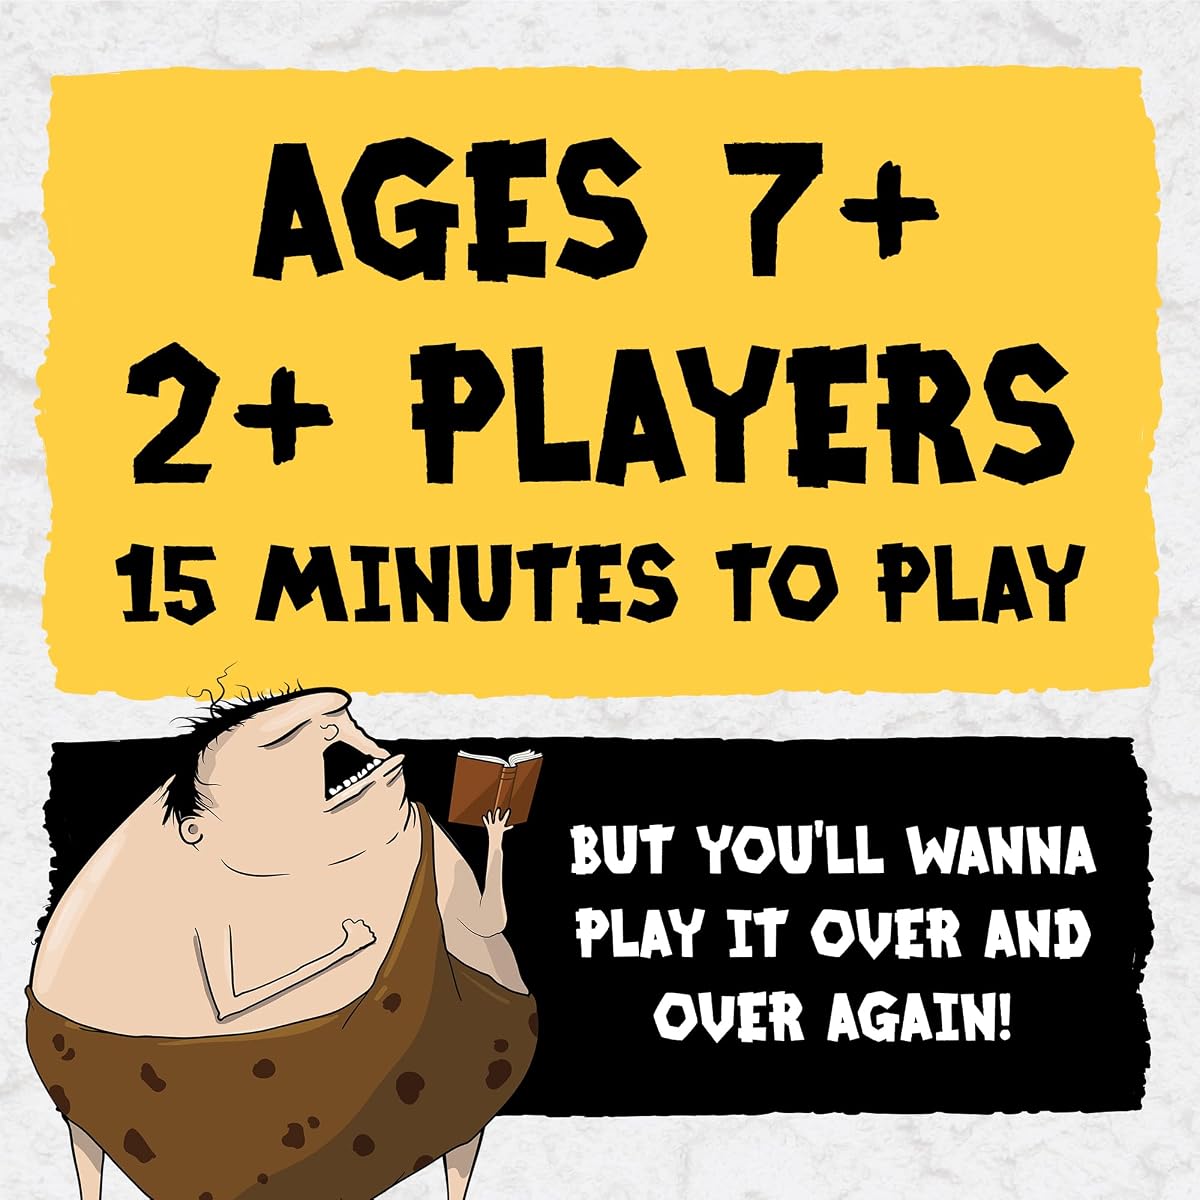 AGES 7+
2+ PLAYERS
15 MINUTES TO PLAY
BUT YOU'LL WANNA
PLAY IT OVER AND
OVER AGAIN!